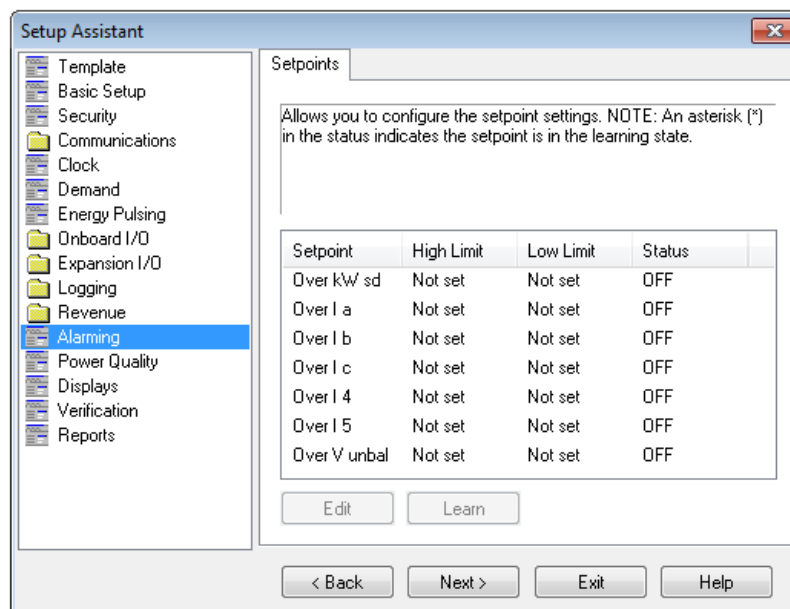 Setup Assistant
Template
Basic Setup
Security
Communications
Clock
Demand
Energy Pulsing
Onboard I/O
Expansion I/O
Logging
Revenue
Alarming
Power Quality
Displays
Verification
Reports
Setpoints
Allows you to configure the setpoint settings. NOTE: An asterisk (*)
in the status indicates the setpoint is in the learning state.
Setpoint High Limit Low Limit Status
Over kW sd Not set Not set OFF
Over I a Not set Not set OFF
Over I b Not set Not set OFF
Over I c Not set Not set OFF
Over I 4 Not set Not set OFF
Over I 5 Not set Not set OFF
Over V unbal Not set Not set OFF
Edit Learn
< Back Next > Exit Help